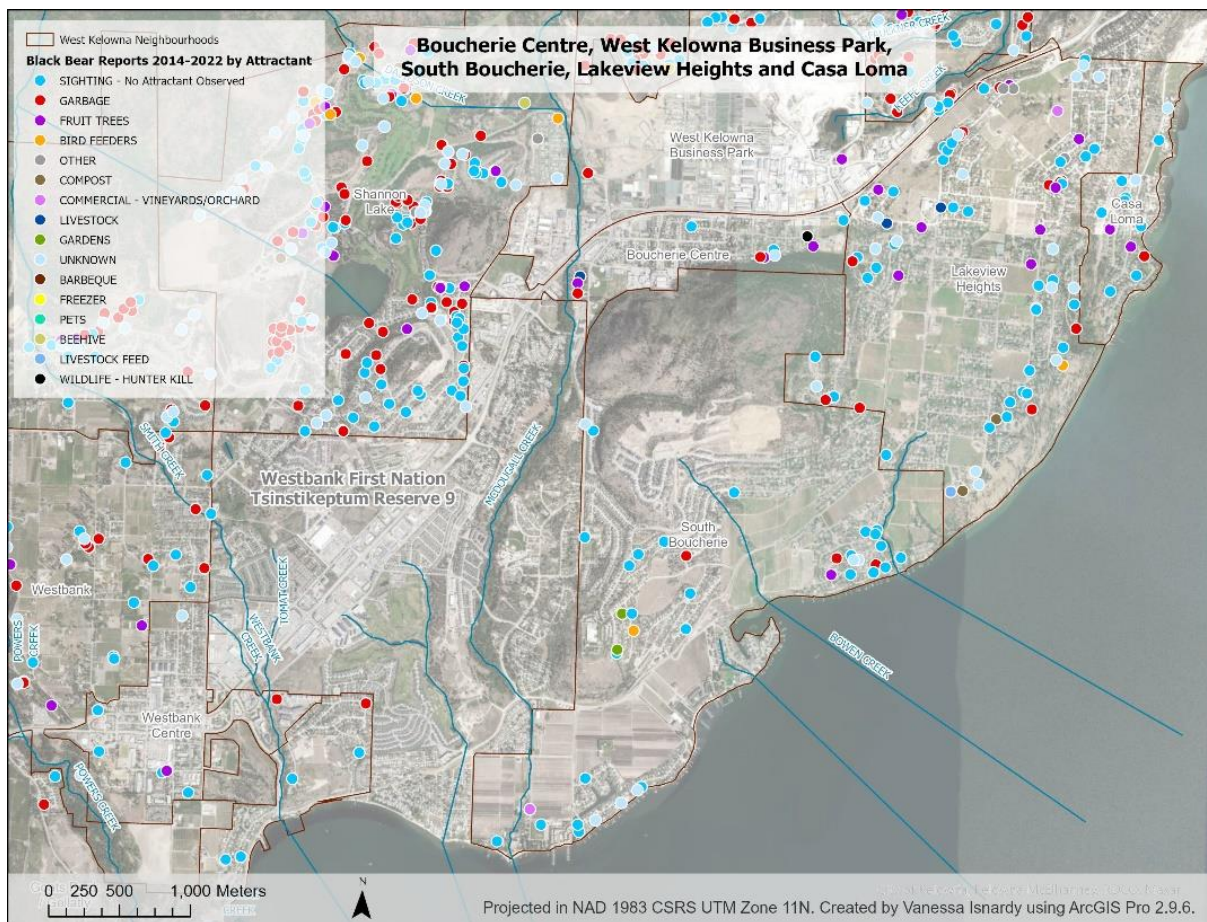 Boucherie Centre, West Kelowna Business Park,
South Boucherie, Lakeview Heights and Casa Loma
West Kelowna Neighbourhoods
Black Bear Reports 2014-2022 by Attractant
SIGHTING - No Attractant Observed
GARBAGE
FRUIT TREES
BIRD FEEDERS
OTHER
COMPOST
COMMERCIAL - VINEYARDS/ORCHARD
LIVESTOCK
GARDENS
UNKNOWN
BARBEQUE
FREEZER
PETS
BEEHIVE
LIVESTOCK FEED
WILDLIFE - HUNTER KILL
CREEK
West Kelowna
Business Park
Shannon
Lake
Casa
Loma
Boucherie Centre
Lakeview
Heights
SMITH CREEK
MCDOUGALL CREEK
Westbank First Nation
Tsinstikeptum Reserve 9
South
Boucherie
Westbank
TOMAT CREEK
WESTBANK
CREEK
POWERS
CREEK
BOWEN CREEK
Westbank
Centre
POWERS CREEK
CREEK
0 250 500 1,000 Meters
N
Projected in NAD 1983 CSRS UTM Zone 11N. Created by Vanessa Isnardy using ArcGIS Pro 2.9.6.